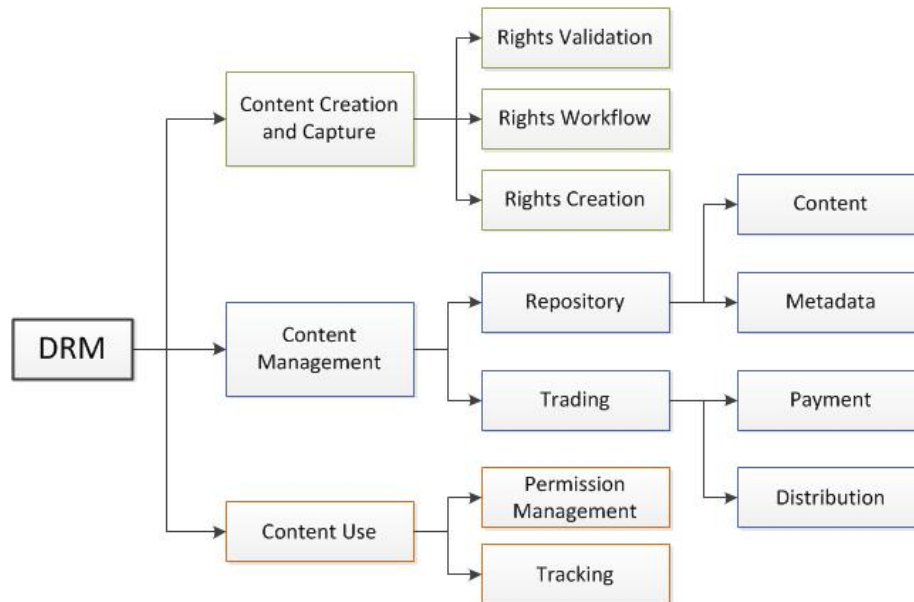 DRM
Content Creation
and Capture
Rights Validation
Rights Workflow
Rights Creation
Content
Management
Repository
Content
Metadata
Trading
Payment
Distribution
Content Use
Permission
Management
Tracking